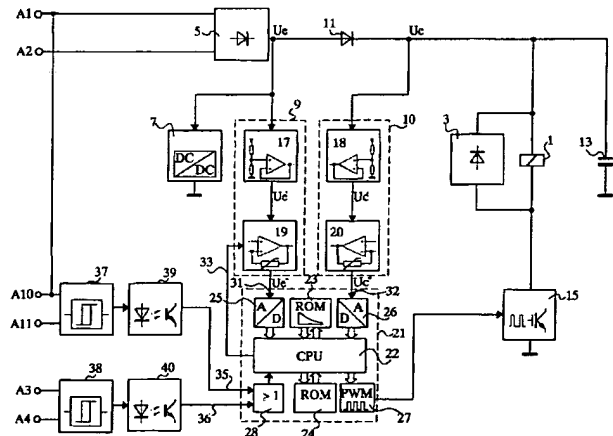 A1
A2
5
Ue
11
Uc
7
DC
DC
9
17
18
10
3
1
13
Ue'
Uc'
19
20
33
31
Ue"
Uc"
32
23
25
A
D
ROM
A
D
26
21
CPU
22
15
A10
A11
37
39
35
A3
A4
38
40
36
> 1
28
ROM
24
PWM
27